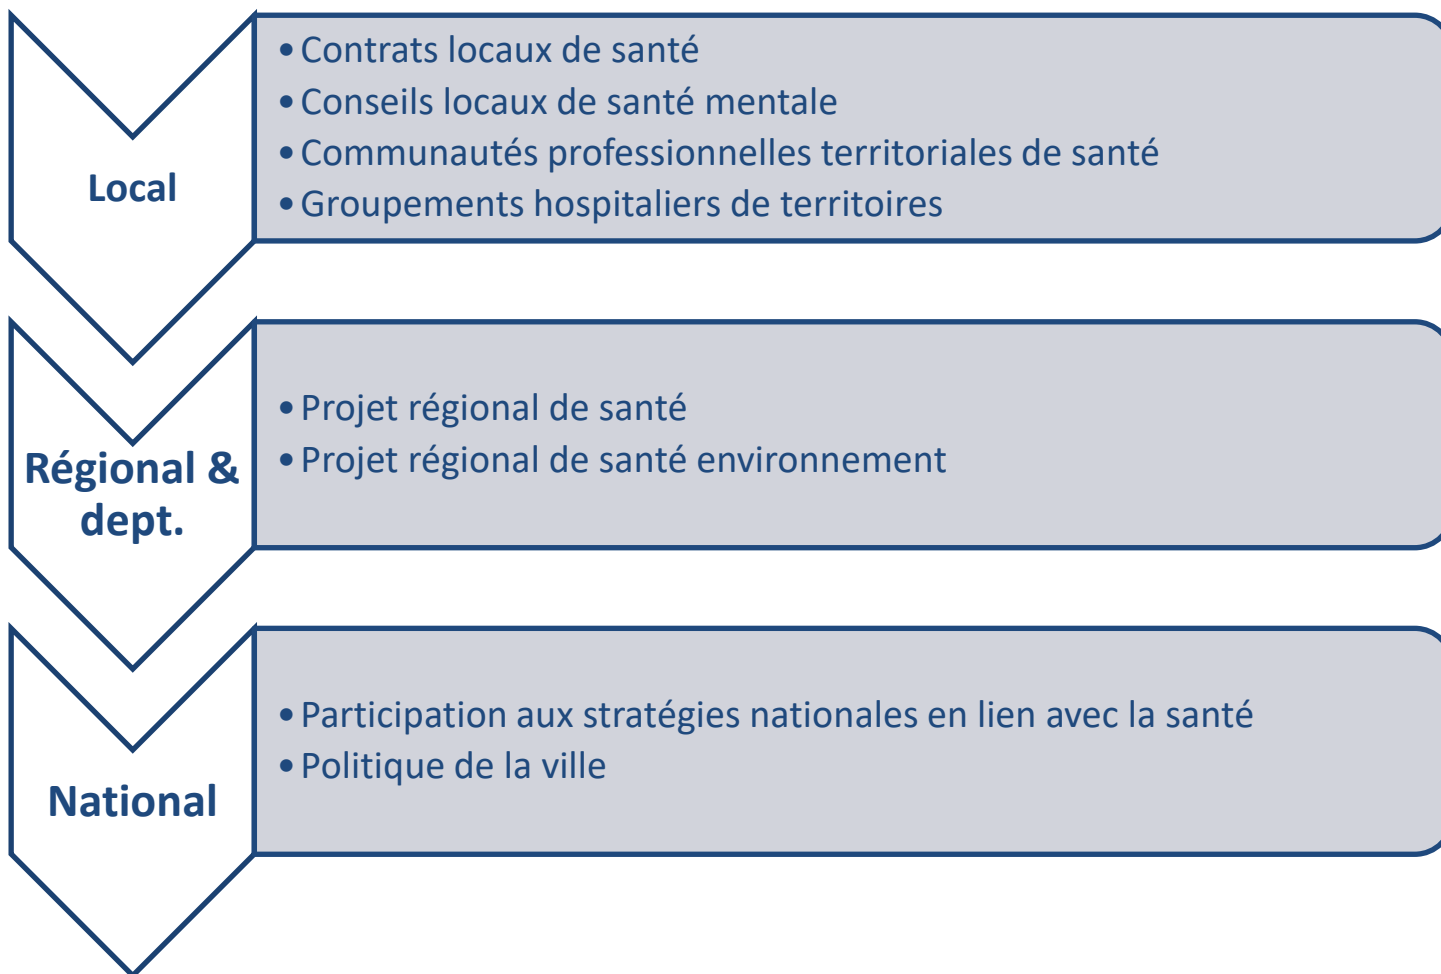 Local
• Contrats locaux de santé
• Conseils locaux de santé mentale
• Communautés professionnelles territoriales de santé
• Groupements hospitaliers de territoires
Régional &
dept.
• Projet régional de santé
• Projet régional de santé environnement
National
• Participation aux stratégies nationales en lien avec la santé
• Politique de la ville